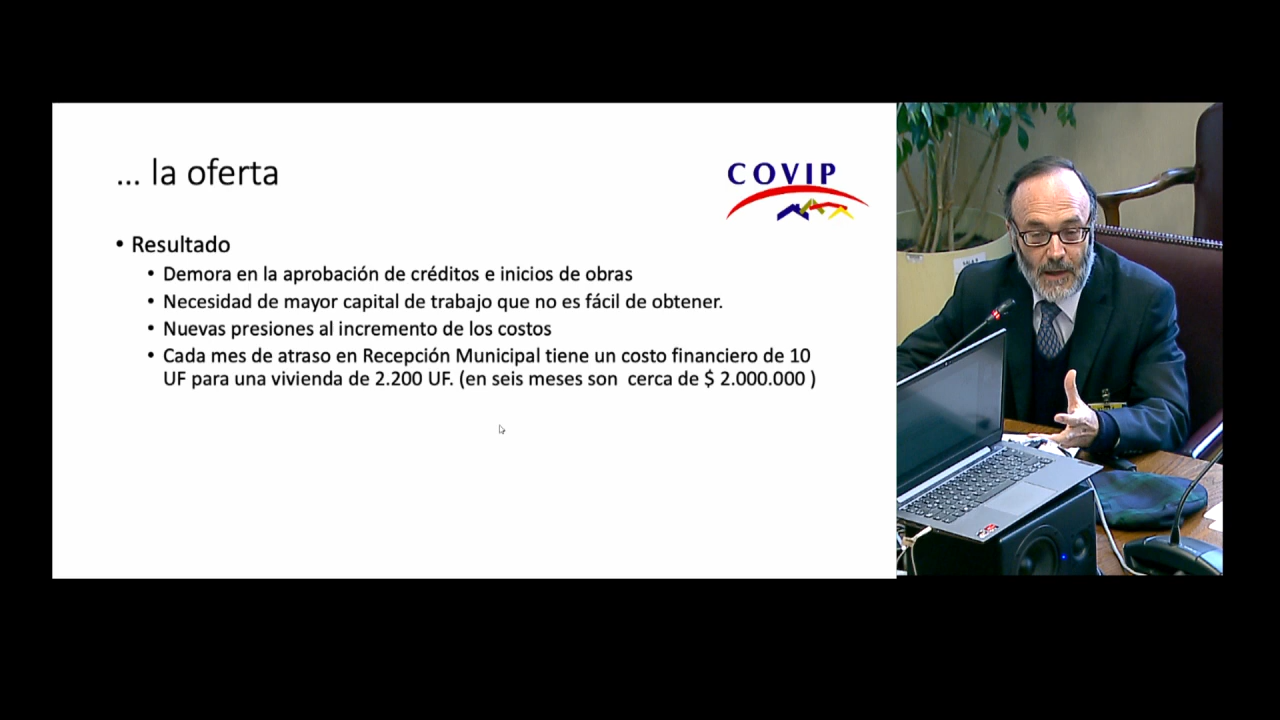 ... la oferta
COVIP
• Resultado
• Demora en la aprobación de créditos e inicios de obras
• Necesidad de mayor capital de trabajo que no es fácil de obtener.
• Nuevas presiones al incremento de los costos
• Cada mes de atraso en Recepción Municipal tiene un costo financiero de 10
UF para una vivienda de 2.200 UF. (en seis meses son cerca de $ 2.000.000 )